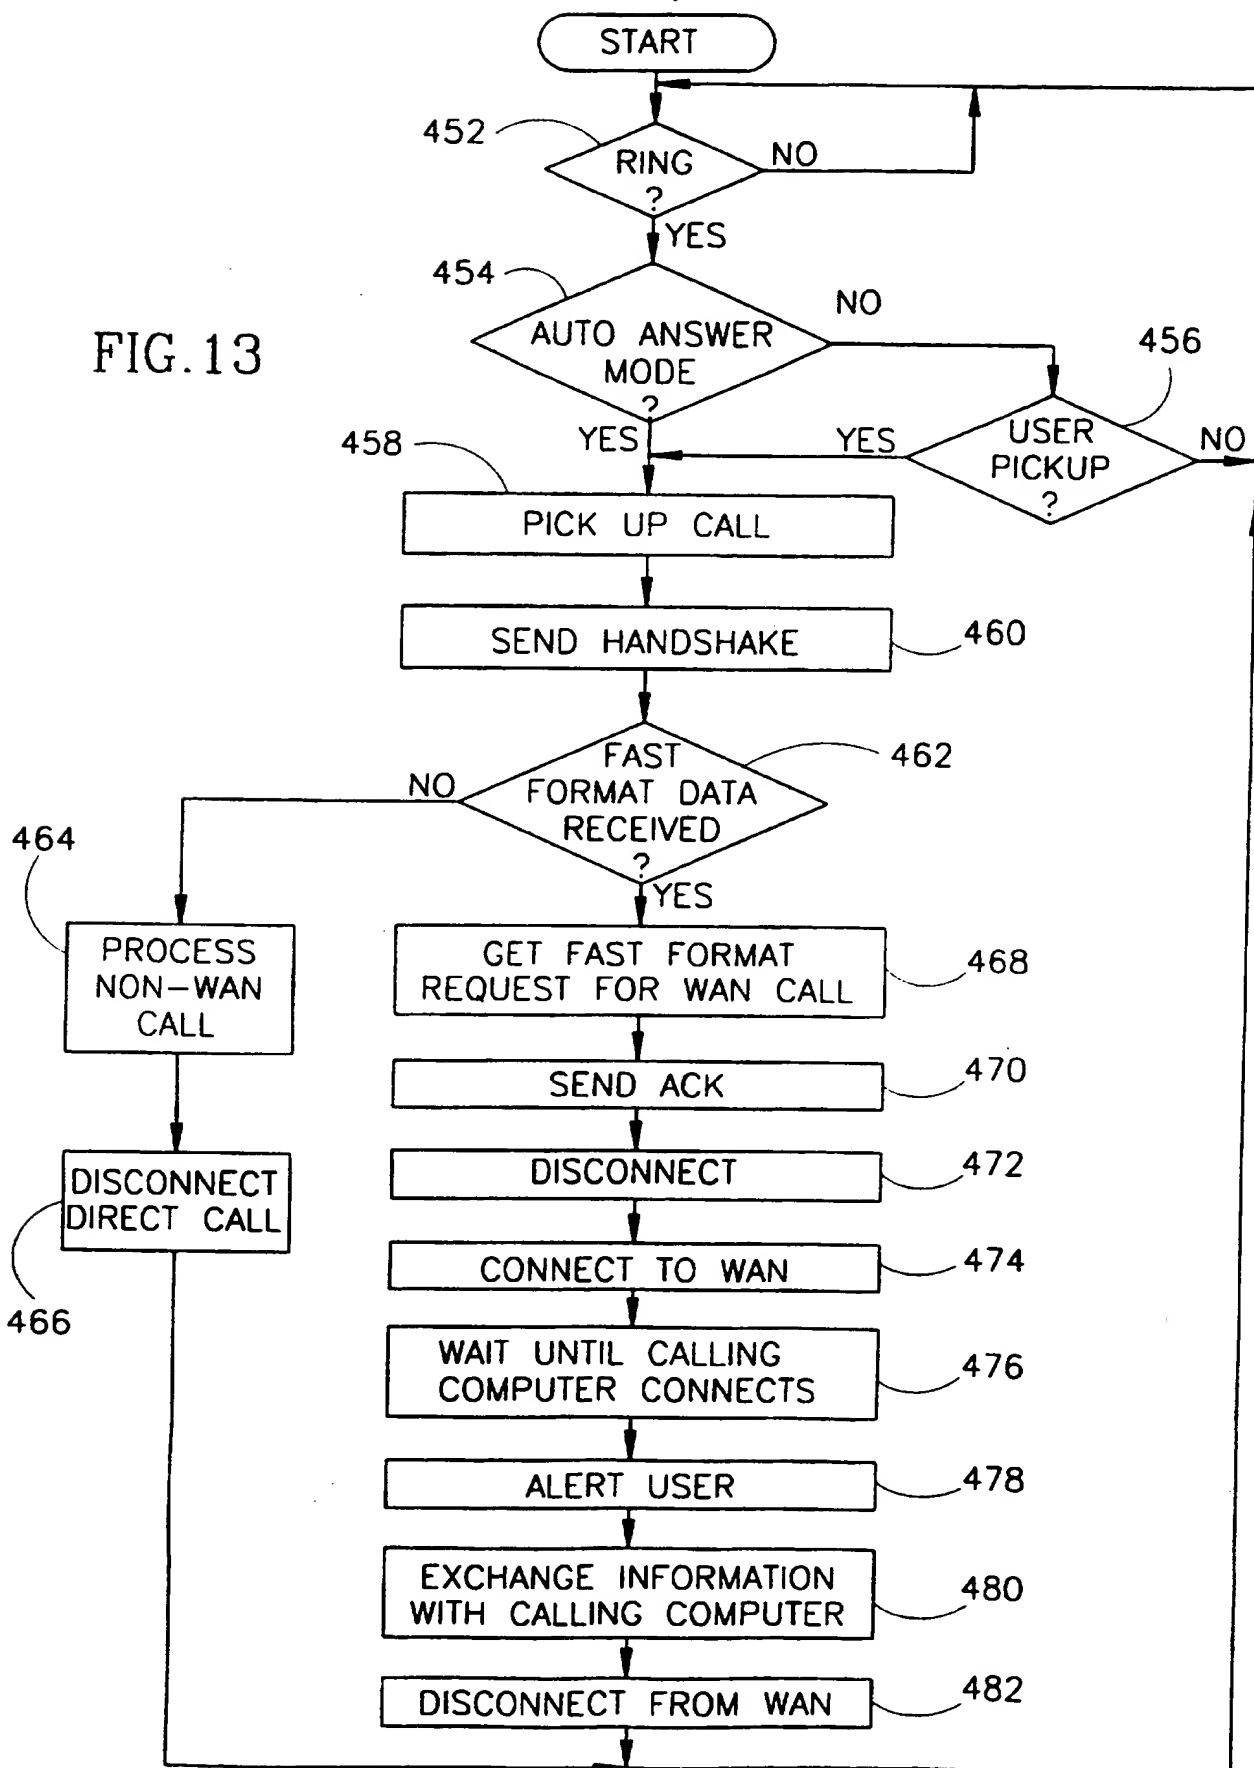 START
452
RING
?
NO
YES
454
AUTO ANSWER
MODE
?
NO
FIG.13
456
USER
PICKUP
?
YES
NO
YES
458
PICK UP CALL
SEND HANDSHAKE
460
FAST
FORMAT DATA
RECEIVED
?
462
NO
YES
464
PROCESS
NON-WAN
CALL
GET FAST FORMAT
REQUEST FOR WAN CALL
468
SEND ACK
470
DISCONNECT
DIRECT CALL
466
DISCONNECT
472
CONNECT TO WAN
474
WAIT UNTIL CALLING
COMPUTER CONNECTS
476
ALERT USER
478
EXCHANGE INFORMATION
WITH CALLING COMPUTER
480
DISCONNECT FROM WAN
482